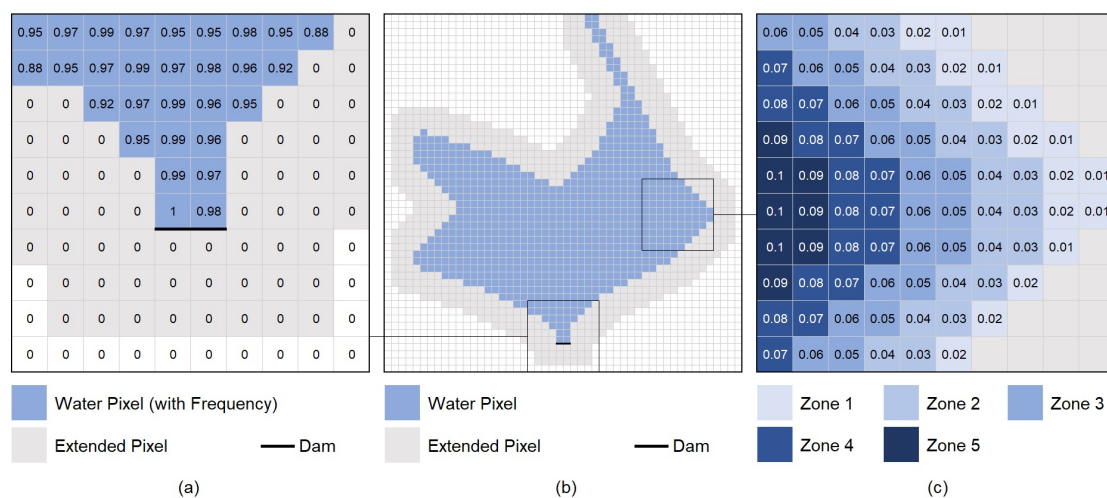 0.95 0.97 0.99 0.97 0.95 0.95 0.98 0.95 0.88 0
0.88 0.95 0.97 0.99 0.97 0.98 0.96 0.92 0 0
0 0 0.92 0.97 0.99 0.96 0.95 0 0 0
0 0 0 0.95 0.99 0.96 0 0 0 0
0 0 0 0 0.99 0.97 0 0 0 0
0 0 0 0 1 0.98 0 0 0 0
0 0 0 0 0 0 0 0 0 0
0 0 0 0 0 0 0 0 0 0
0 0 0 0 0 0 0 0 0 0
0 0 0 0 0 0 0 0 0 0
Water Pixel (with Frequency)
Extended Pixel Dam
(a)
Water Pixel
Extended Pixel Dam
(b)
0.06 0.05 0.04 0.03 0.02 0.01
0.07 0.06 0.05 0.04 0.03 0.02 0.01
0.08 0.07 0.06 0.05 0.04 0.03 0.02 0.01
0.09 0.08 0.07 0.06 0.05 0.04 0.03 0.02 0.01
0.1 0.09 0.08 0.07 0.06 0.05 0.04 0.03 0.02 0.01
0.1 0.09 0.08 0.07 0.06 0.05 0.04 0.03 0.02 0.01
0.1 0.09 0.08 0.07 0.06 0.05 0.04 0.03 0.01
0.09 0.08 0.07 0.06 0.05 0.04 0.03 0.02
0.08 0.07 0.06 0.05 0.04 0.03 0.02
0.07 0.06 0.05 0.04 0.03 0.02
Zone 1 Zone 2 Zone 3
Zone 4 Zone 5
(c)